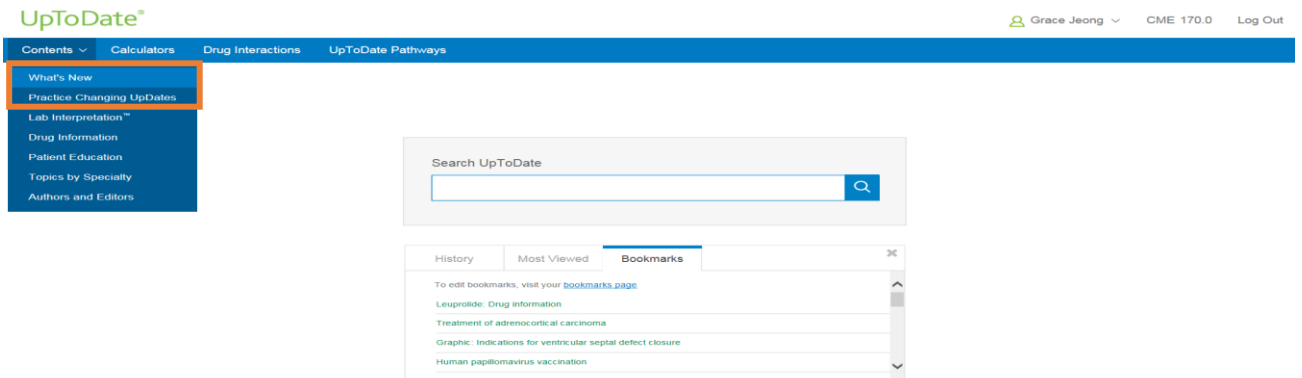 UpToDate®
Grace Jeong CME 170.0 Log Out
Contents Calculators Drug Interactions UpToDate Pathways
What's New
Practice Changing UpDates
Lab Interpretation™
Drug Information
Patient Education
Topics by Specialty
Authors and Editors
Search UpToDate
History Most Viewed Bookmarks
To edit bookmarks, visit your bookmarks page
Leuprolide: Drug information
Treatment of adrenocortical carcinoma
Graphic: Indications for ventricular septal defect closure
Human papillomavirus vaccination